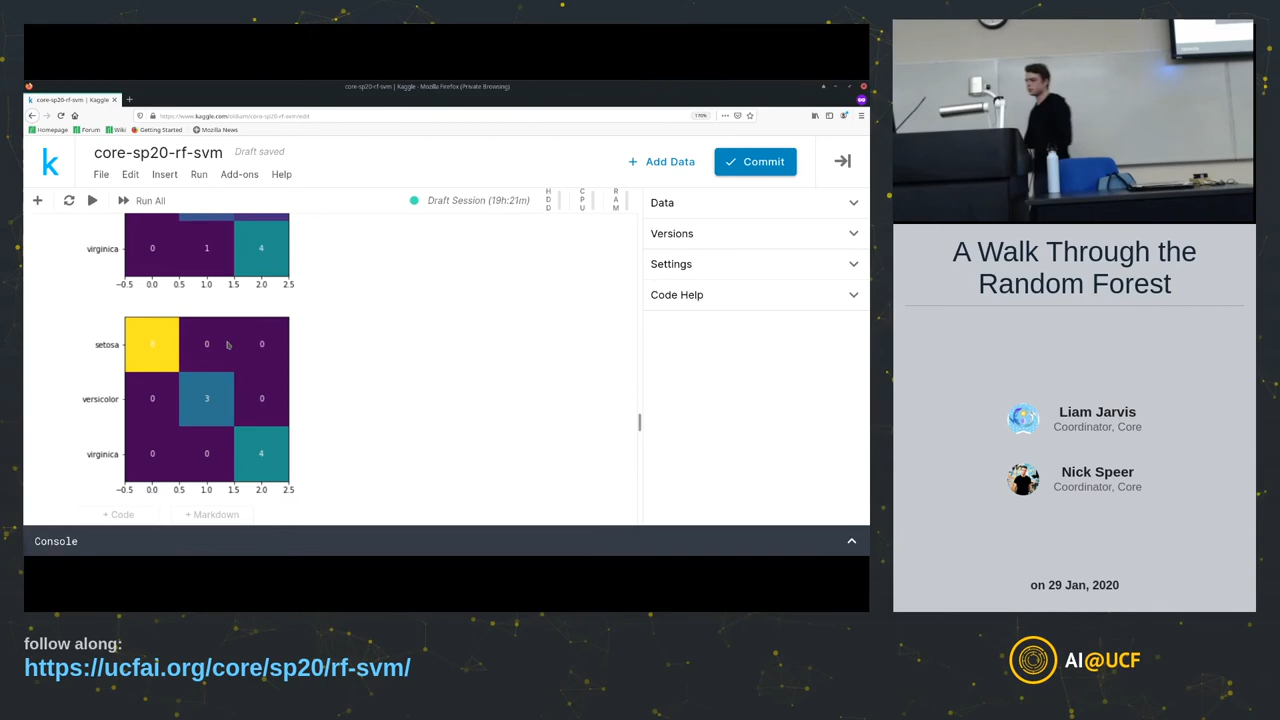 core-sp20-rf-svm | Kaggle - Mozilla Firefox (Private Browsing)
core-sp20-rf-svm | Kaggle
Homepage Forum Wiki Getting Started Mozilla News
170%
core-sp20-rf-svm Draft saved
File Edit Insert Run Add-ons Help
+ Add Data
Commit
Run All
Draft Session (19h:21m)
HDD CPU RAM
Data
Versions
Settings
Code Help
virginica 0 1 4
−0.5 0.0 0.5 1.0 1.5 2.0 2.5
setosa 0 0
versicolor 0 3 0
virginica 0 0 4
−0.5 0.0 0.5 1.0 1.5 2.0 2.5
+ Code + Markdown
Console
A Walk Through the
Random Forest
Liam Jarvis
Coordinator, Core
Nick Speer
Coordinator, Core
on 29 Jan, 2020
follow along:
https://ucfai.org/core/sp20/rf-svm/
AI@UCF